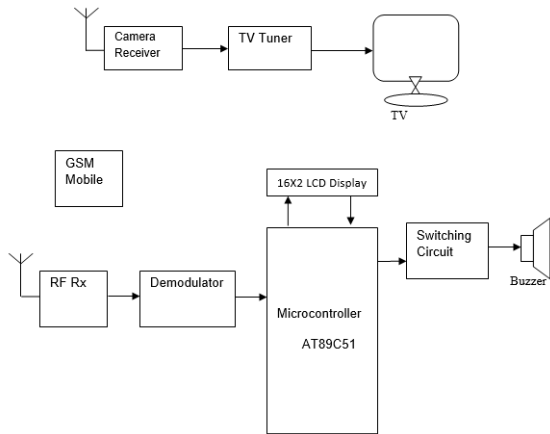 Camera
Receiver
TV Tuner
TV
GSM
Mobile
16X2 LCD Display
Switching
Circuit
Buzzer
RF Rx
Demodulator
Microcontroller
AT89C51